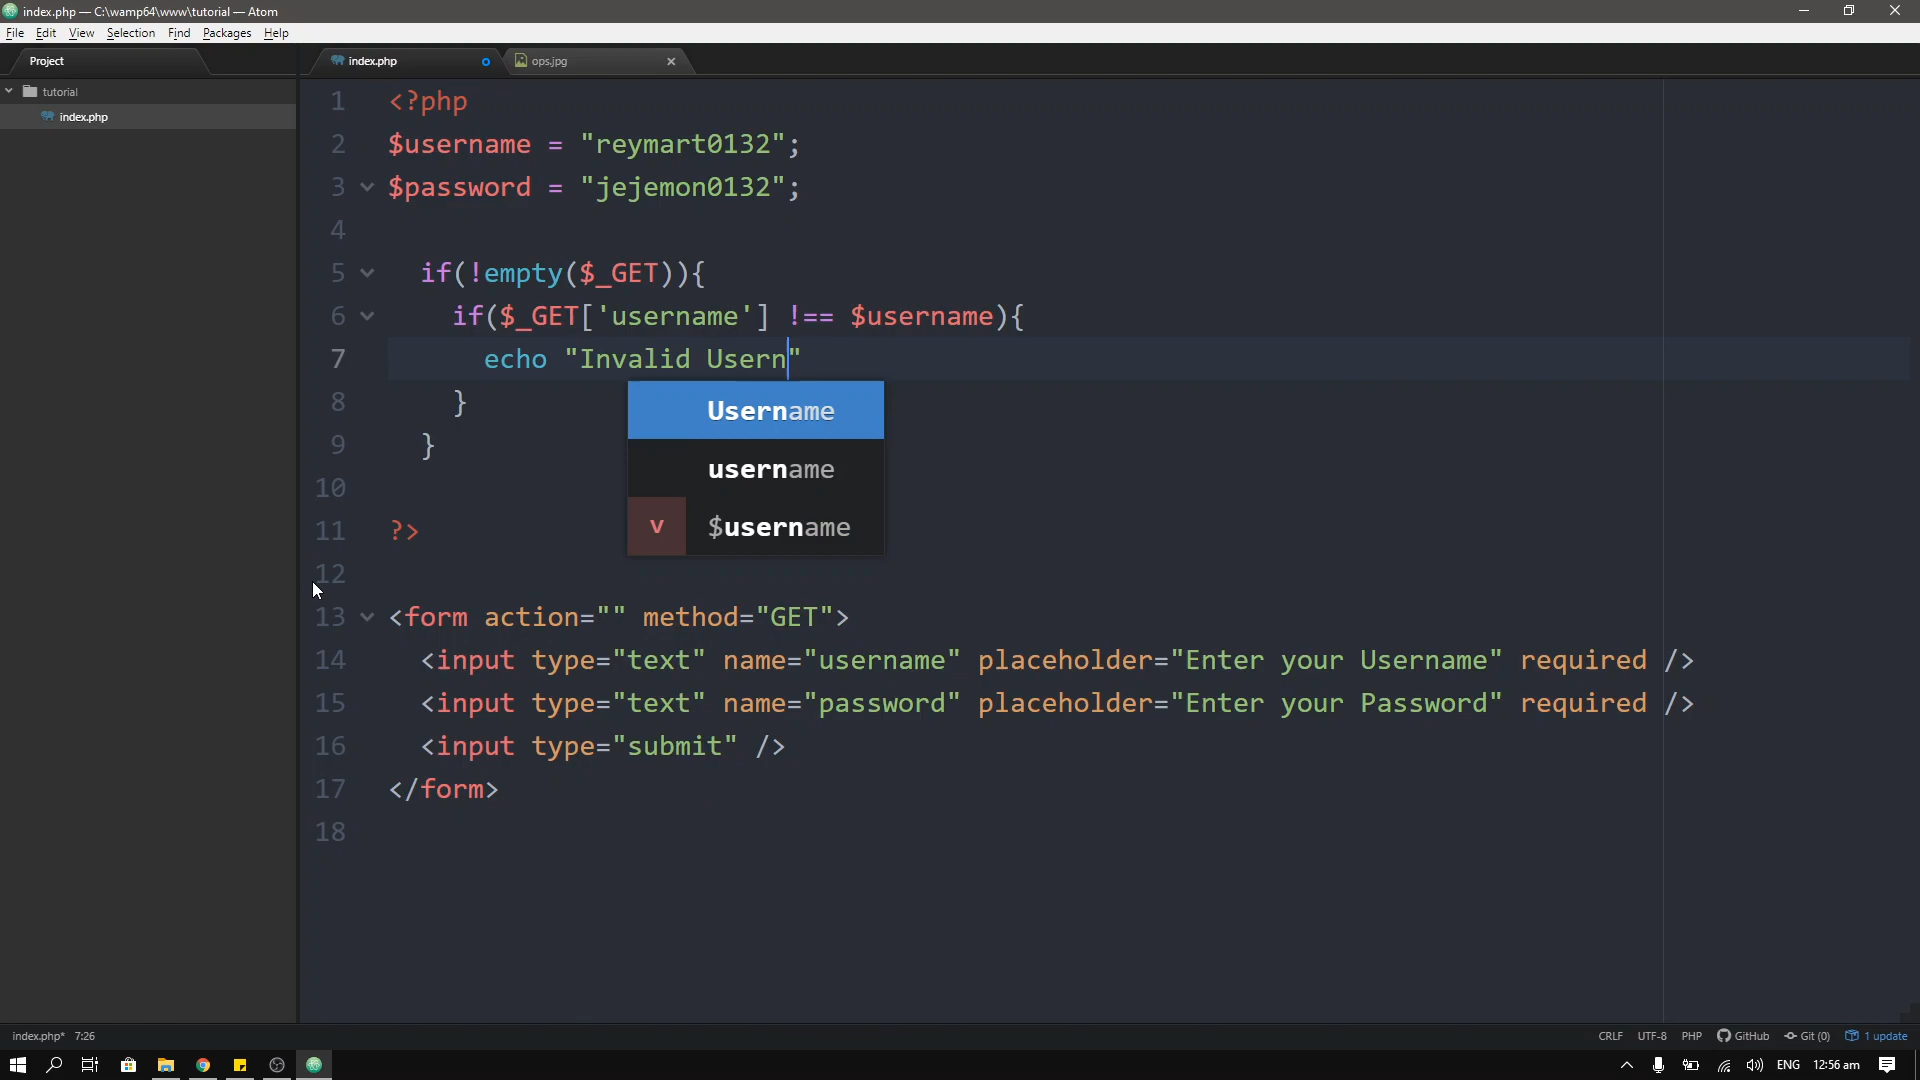 index.php — C:\wamp64\www\tutorial — Atom
File Edit View Selection Find Packages Help
Project
index.php
ops.jpg
tutorial
index.php
1 <?php
2 $username = "reymart0132";
3 $password = "jejemon0132";
4
5 if(!empty($_GET)){
6 if($_GET['username'] !== $username){
7 echo "Invalid Usern"
8 }
Username
9 }
username
10
11 ?>
v $username
12
13 <form action="" method="GET">
14 <input type="text" name="username" placeholder="Enter your Username" required />
15 <input type="text" name="password" placeholder="Enter your Password" required />
16 <input type="submit" />
17 </form>
18
index.php* 7:26
CRLF UTF-8 PHP GitHub Git (0) 1 update
ENG 12:56 am